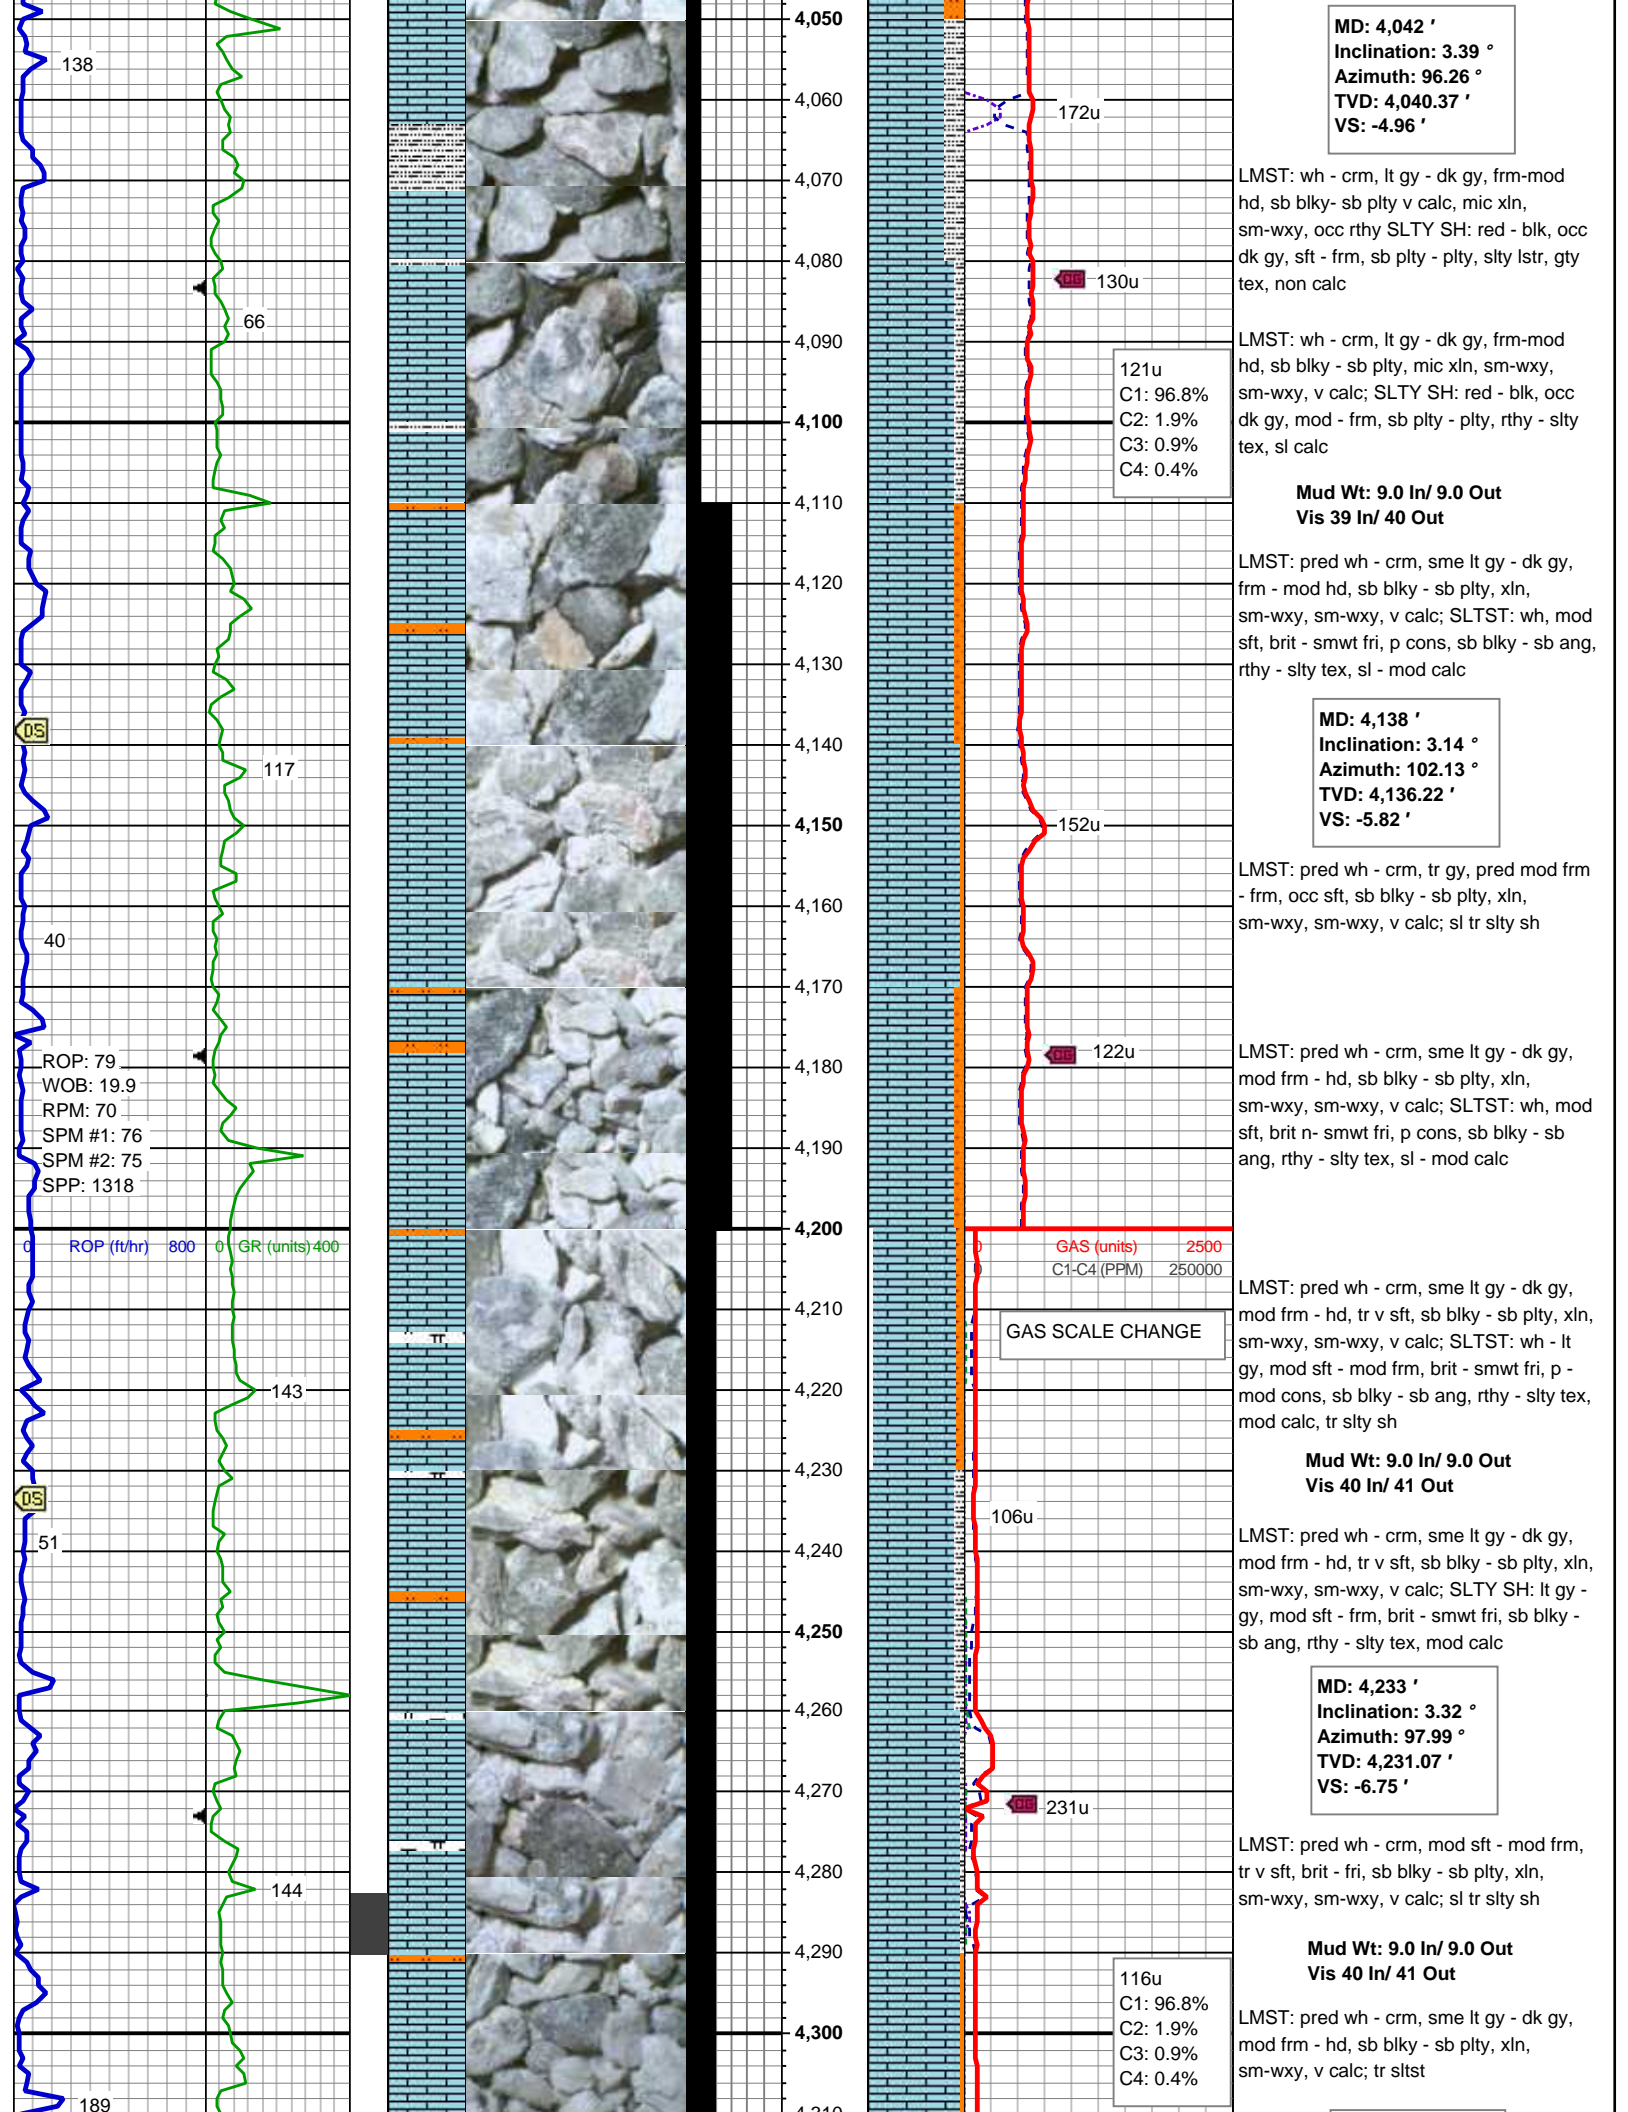 4,050
MD: 4,042 '
Inclination: 3.39 °
Azimuth: 96.26 °
TVD: 4,040.37 '
VS: -4.96 '
138
4,060
172u
4,070
LMST: wh - crm, lt gy - dk gy, frm-mod
hd, sb blky- sb plty v calc, mic xln,
sm-wxy, occ rthy SLTY SH: red - blk, occ
dk gy, sft - frm, sb plty - plty, slty lstr, gty
tex, non calc
4,080
CG
130u
66
4,090
LMST: wh - crm, lt gy - dk gy, frm-mod
hd, sb blky - sb plty, mic xln, sm-wxy,
sm-wxy, v calc; SLTY SH: red - blk, occ
dk gy, mod - frm, sb plty - plty, rthy - slty
tex, sl calc
121u
C1: 96.8%
C2: 1.9%
C3: 0.9%
C4: 0.4%
4,100
Mud Wt: 9.0 In/ 9.0 Out
Vis 39 In/ 40 Out
4,110
LMST: pred wh - crm, sme lt gy - dk gy,
frm - mod hd, sb blky - sb plty, xln,
sm-wxy, sm-wxy, v calc; SLTST: wh, mod
sft, brit - smwt fri, p cons, sb blky - sb ang,
rthy - slty tex, sl - mod calc
4,120
4,130
DS
MD: 4,138 '
Inclination: 3.14 °
Azimuth: 102.13 °
TVD: 4,136.22 '
VS: -5.82 '
4,140
117
4,150
152u
LMST: pred wh - crm, tr gy, pred mod frm
- frm, occ sft, sb blky - sb plty, xln,
sm-wxy, sm-wxy, v calc; sl tr slty sh
4,160
40
4,170
ROP: 79
WOB: 19.9
RPM: 70
SPM #1: 76
SPM #2: 75
SPP: 1318
CG
122u
4,180
LMST: pred wh - crm, sme lt gy - dk gy,
mod frm - hd, sb blky - sb plty, xln,
sm-wxy, sm-wxy, v calc; SLTST: wh, mod
sft, brit n- smwt fri, p cons, sb blky - sb
ang, rthy - slty tex, sl - mod calc
4,190
4,200
0 ROP (ft/hr) 800
0 GR (units) 400
0 GAS (units) 2500
0 C1-C4 (PPM) 250000
4,210
GAS SCALE CHANGE
LMST: pred wh - crm, sme lt gy - dk gy,
mod frm - hd, tr v sft, sb blky - sb plty, xln,
sm-wxy, sm-wxy, v calc; SLTST: wh - lt
gy, mod sft - mod frm, brit - smwt fri, p -
mod cons, sb blky - sb ang, rthy - slty tex,
mod calc, tr slty sh
143
4,220
Mud Wt: 9.0 In/ 9.0 Out
Vis 40 In/ 41 Out
4,230
DS
106u
51
4,240
LMST: pred wh - crm, sme lt gy - dk gy,
mod frm - hd, tr v sft, sb blky - sb plty, xln,
sm-wxy, sm-wxy, v calc; SLTY SH: lt gy -
gy, mod sft - frm, brit - smwt fri, sb blky -
sb ang, rthy - slty tex, mod calc
4,250
4,260
MD: 4,233 '
Inclination: 3.32 °
Azimuth: 97.99 °
TVD: 4,231.07 '
VS: -6.75 '
4,270
CG
231u
4,280
144
LMST: pred wh - crm, mod sft - mod frm,
tr v sft, brit - fri, sb blky - sb plty, xln,
sm-wxy, sm-wxy, v calc; sl tr slty sh
4,290
Mud Wt: 9.0 In/ 9.0 Out
Vis 40 In/ 41 Out
116u
C1: 96.8%
C2: 1.9%
C3: 0.9%
C4: 0.4%
4,300
LMST: pred wh - crm, sme lt gy - dk gy,
mod frm - hd, sb blky - sb plty, xln,
sm-wxy, v calc; tr sltst
189
4,310